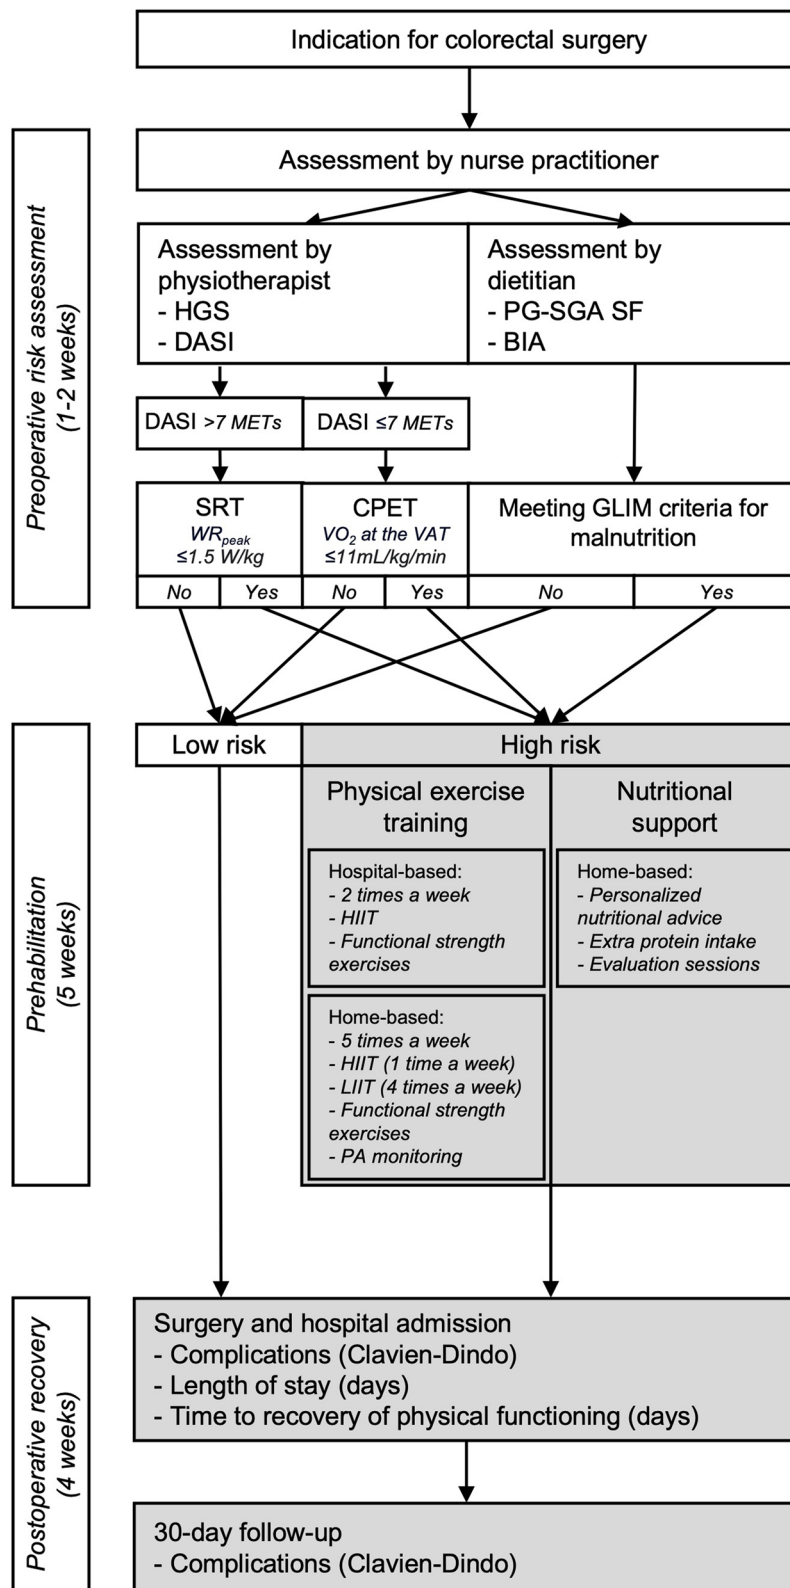 Indication for colorectal surgery
Preoperative risk assessment
(1-2 weeks)
Assessment by nurse practitioner
Assessment by
physiotherapist
- HGS
- DASI
Assessment by
dietitian
- PG-SGA SF
- BIA
DASI >7 METs
DASI ≤7 METs
SRT
WRpeak
≤1.5 W/kg
CPET
VO₂ at the VAT
≤11mL/kg/min
Meeting GLIM criteria for
malnutrition
No
Yes
No
Yes
No
Yes
Prehabilitation
(5 weeks)
Low risk
High risk
Physical exercise
training
Hospital-based:
- 2 times a week
- HIIT
- Functional strength
exercises
Home-based:
- 5 times a week
- HIIT (1 time a week)
- LIIT (4 times a week)
- Functional strength
exercises
- PA monitoring
Nutritional
support
Home-based:
- Personalized
nutritional advice
- Extra protein intake
- Evaluation sessions
Postoperative recovery
(4 weeks)
Surgery and hospital admission
- Complications (Clavien-Dindo)
- Length of stay (days)
- Time to recovery of physical functioning (days)
30-day follow-up
- Complications (Clavien-Dindo)